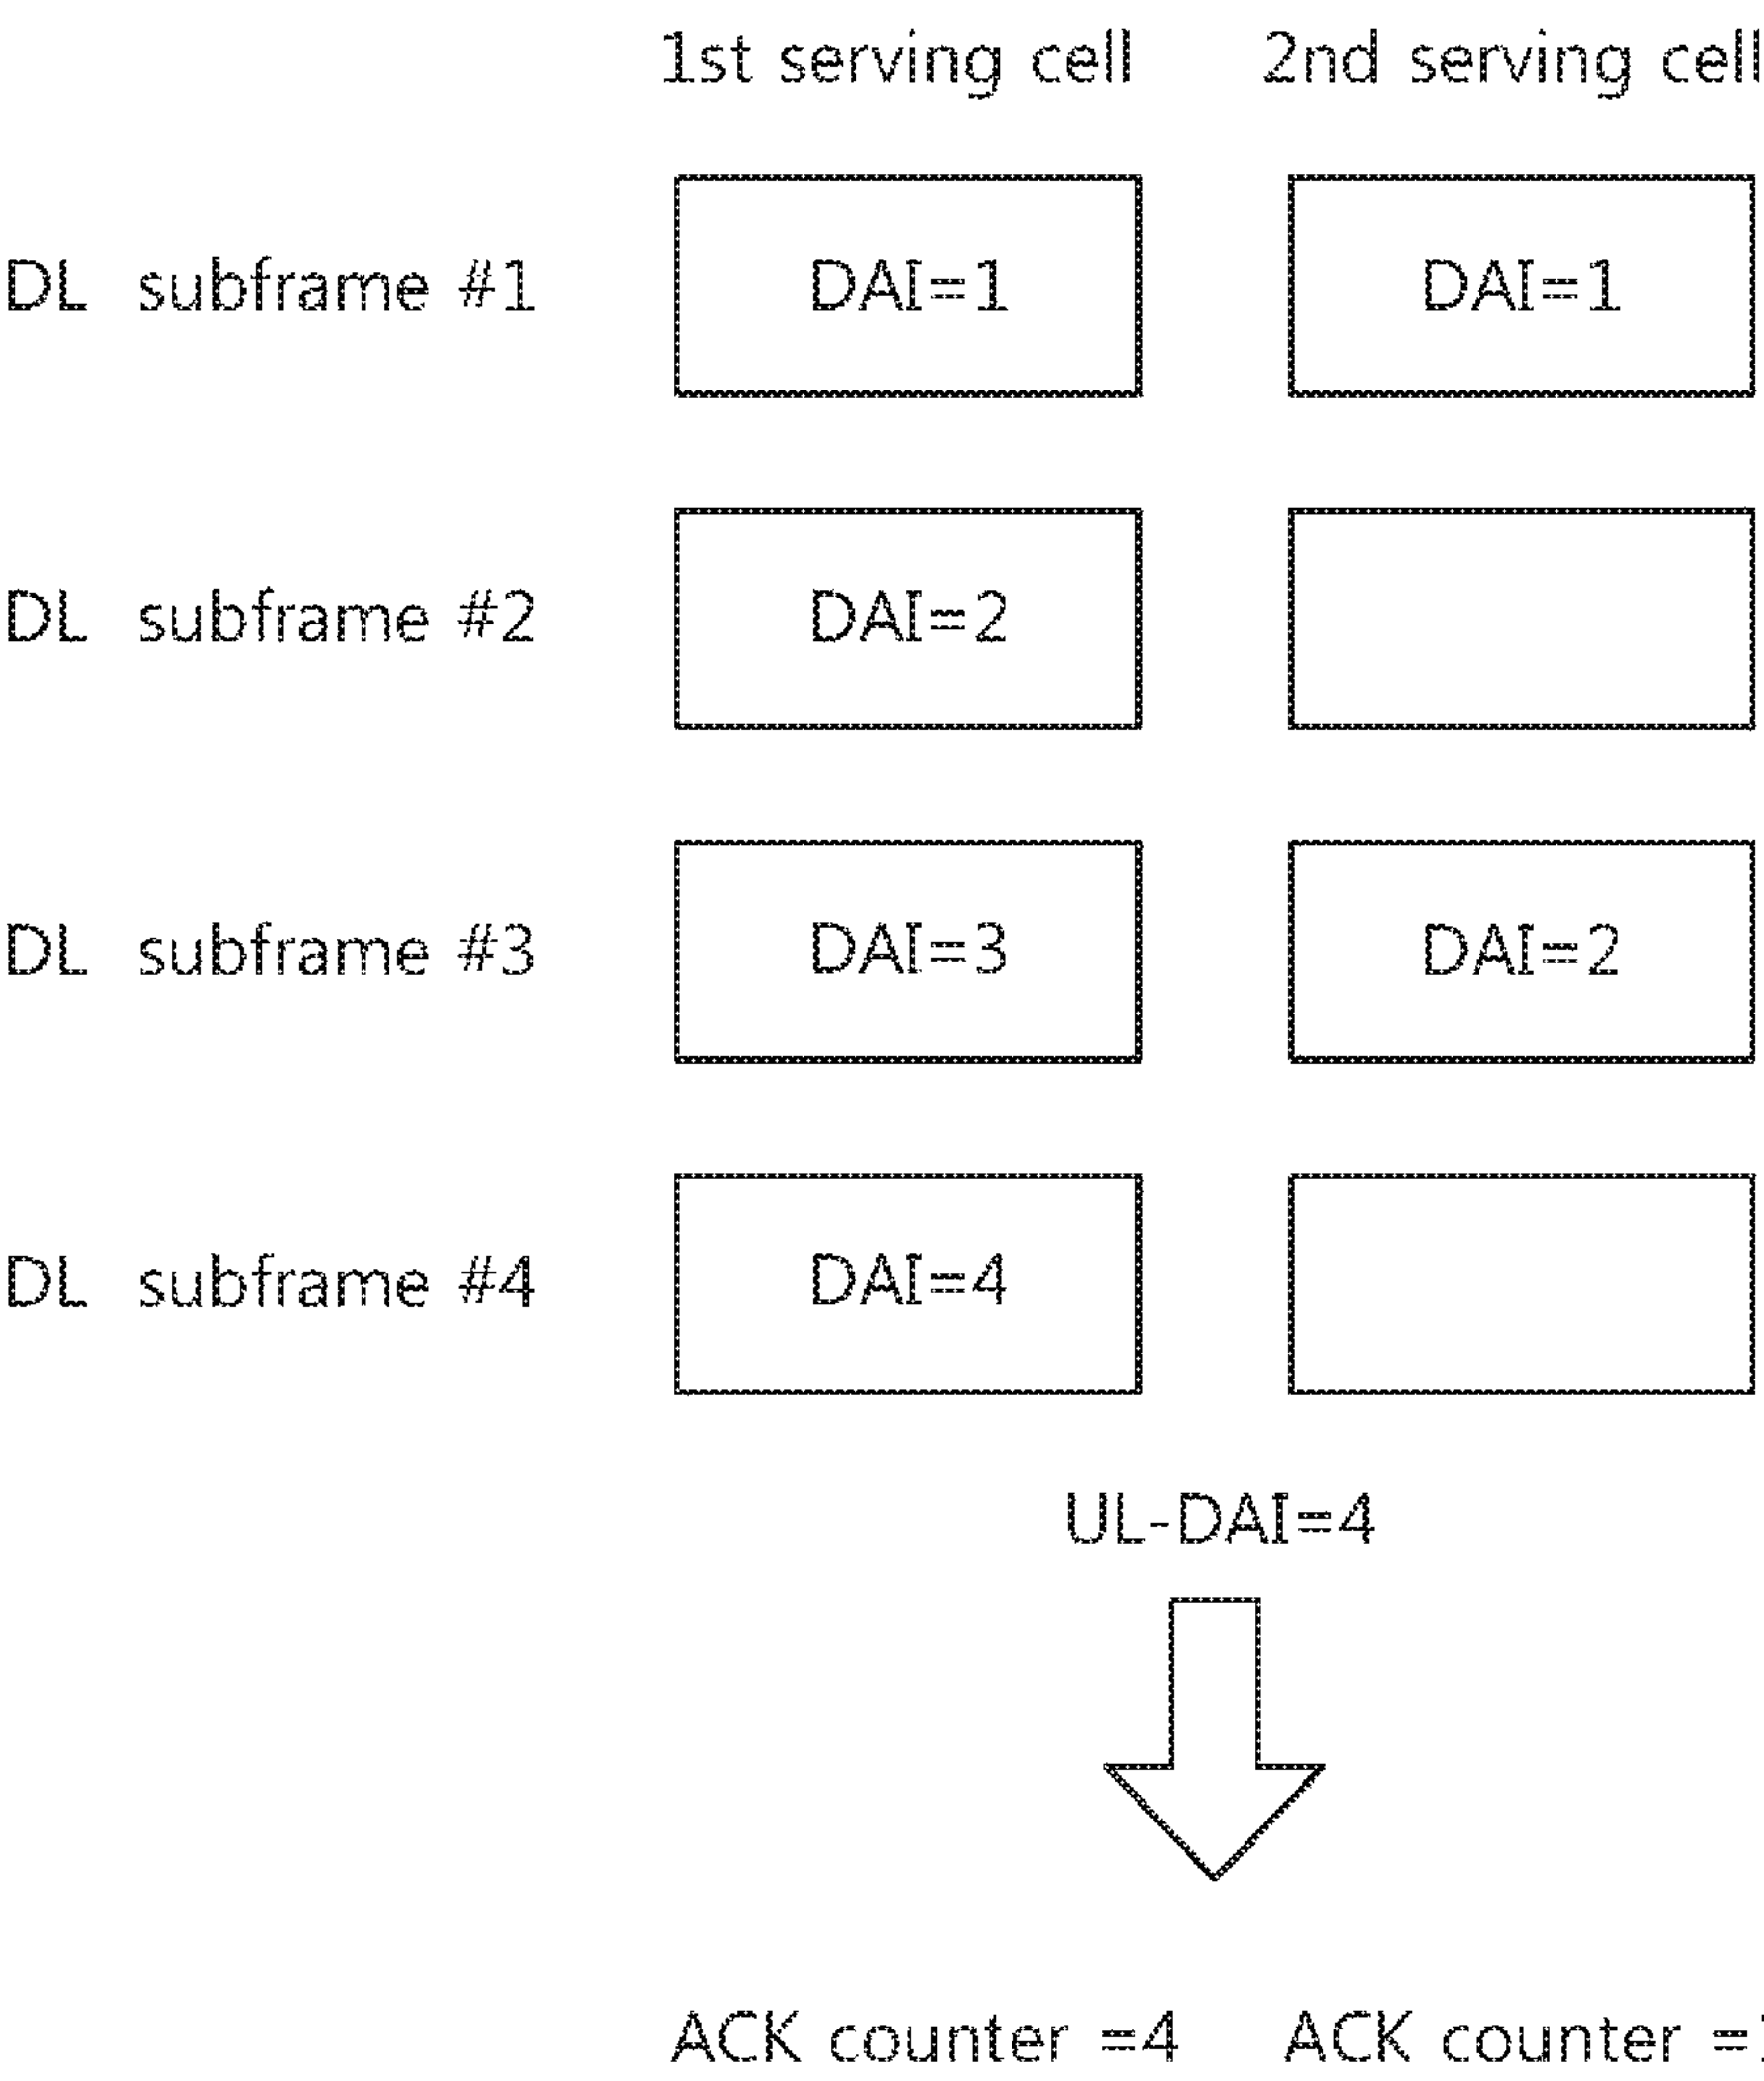 1st serving cell 2nd serving cell
DL subframe #1 DAI=1 DAI=1
DL subframe #2 DAI=2
DL subframe #3 DAI=3 DAI=2
DL subframe #4 DAI=4
UL-DAI=4
ACK counter =4 ACK counter =